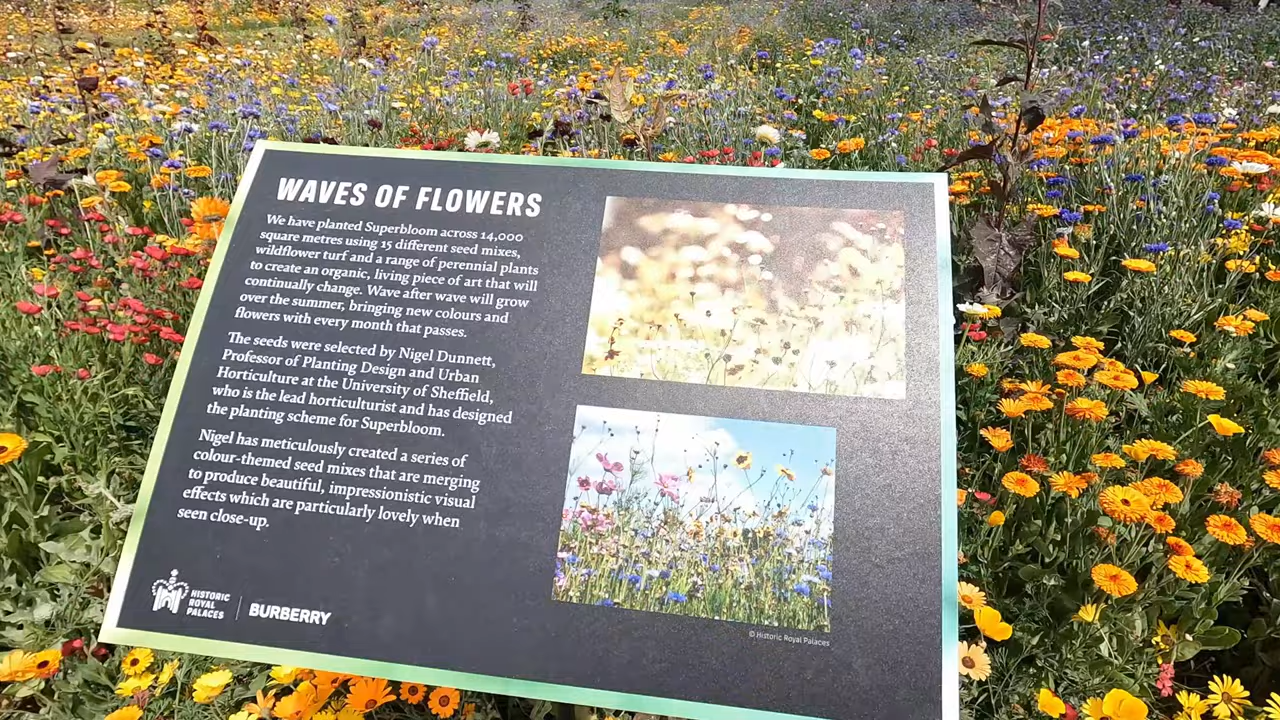 WAVES OF FLOWERS
We have planted Superbloom across 14,000
square metres using 15 different seed mixes,
wildflower turf and a range of perennial plants
to create an organic, living piece of art that will
continually change. Wave after wave will grow
over the summer, bringing new colours and
flowers with every month that passes.
The seeds were selected by Nigel Dunnett,
Professor of Planting Design and Urban
Horticulture at the University of Sheffield,
who is the lead horticulturist and has designed
the planting scheme for Superbloom.
Nigel has meticulously created a series of
colour-themed seed mixes that are merging
to produce beautiful, impressionistic visual
effects which are particularly lovely when
seen close-up.
HISTORIC
ROYAL
PALACES
BURBERRY
© Historic Royal Palaces